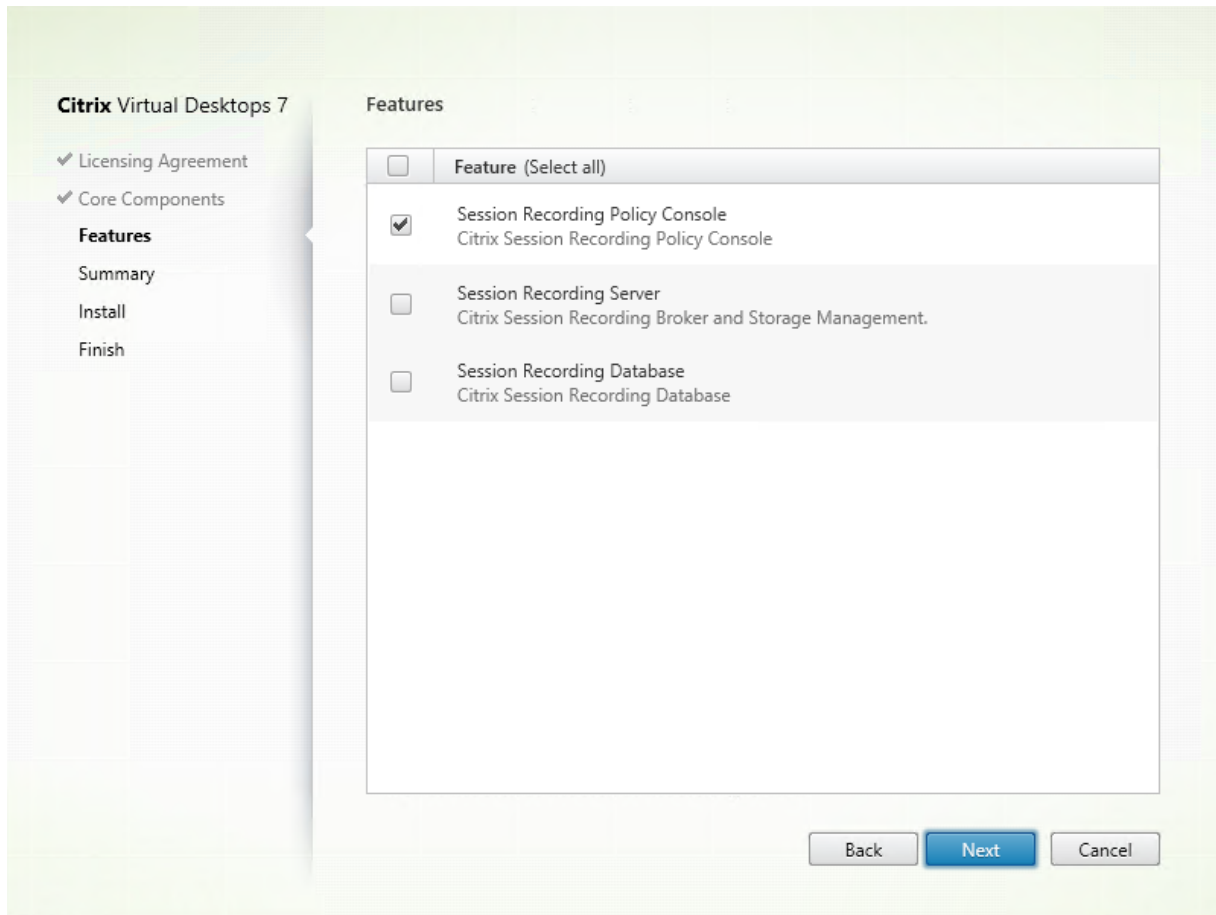 Citrix Virtual Desktops 7
Licensing Agreement
Core Components
Features
Summary
Install
Finish
Features
Feature (Select all)
Session Recording Policy Console
Citrix Session Recording Policy Console
Session Recording Server
Citrix Session Recording Broker and Storage Management.
Session Recording Database
Citrix Session Recording Database
Back
Next
Cancel